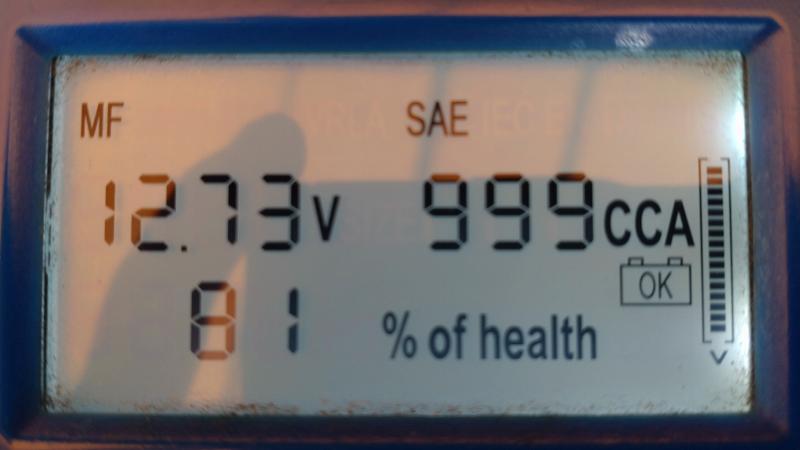 MF SAE
12.73 V 999 CCA
OK
81 % of health
V